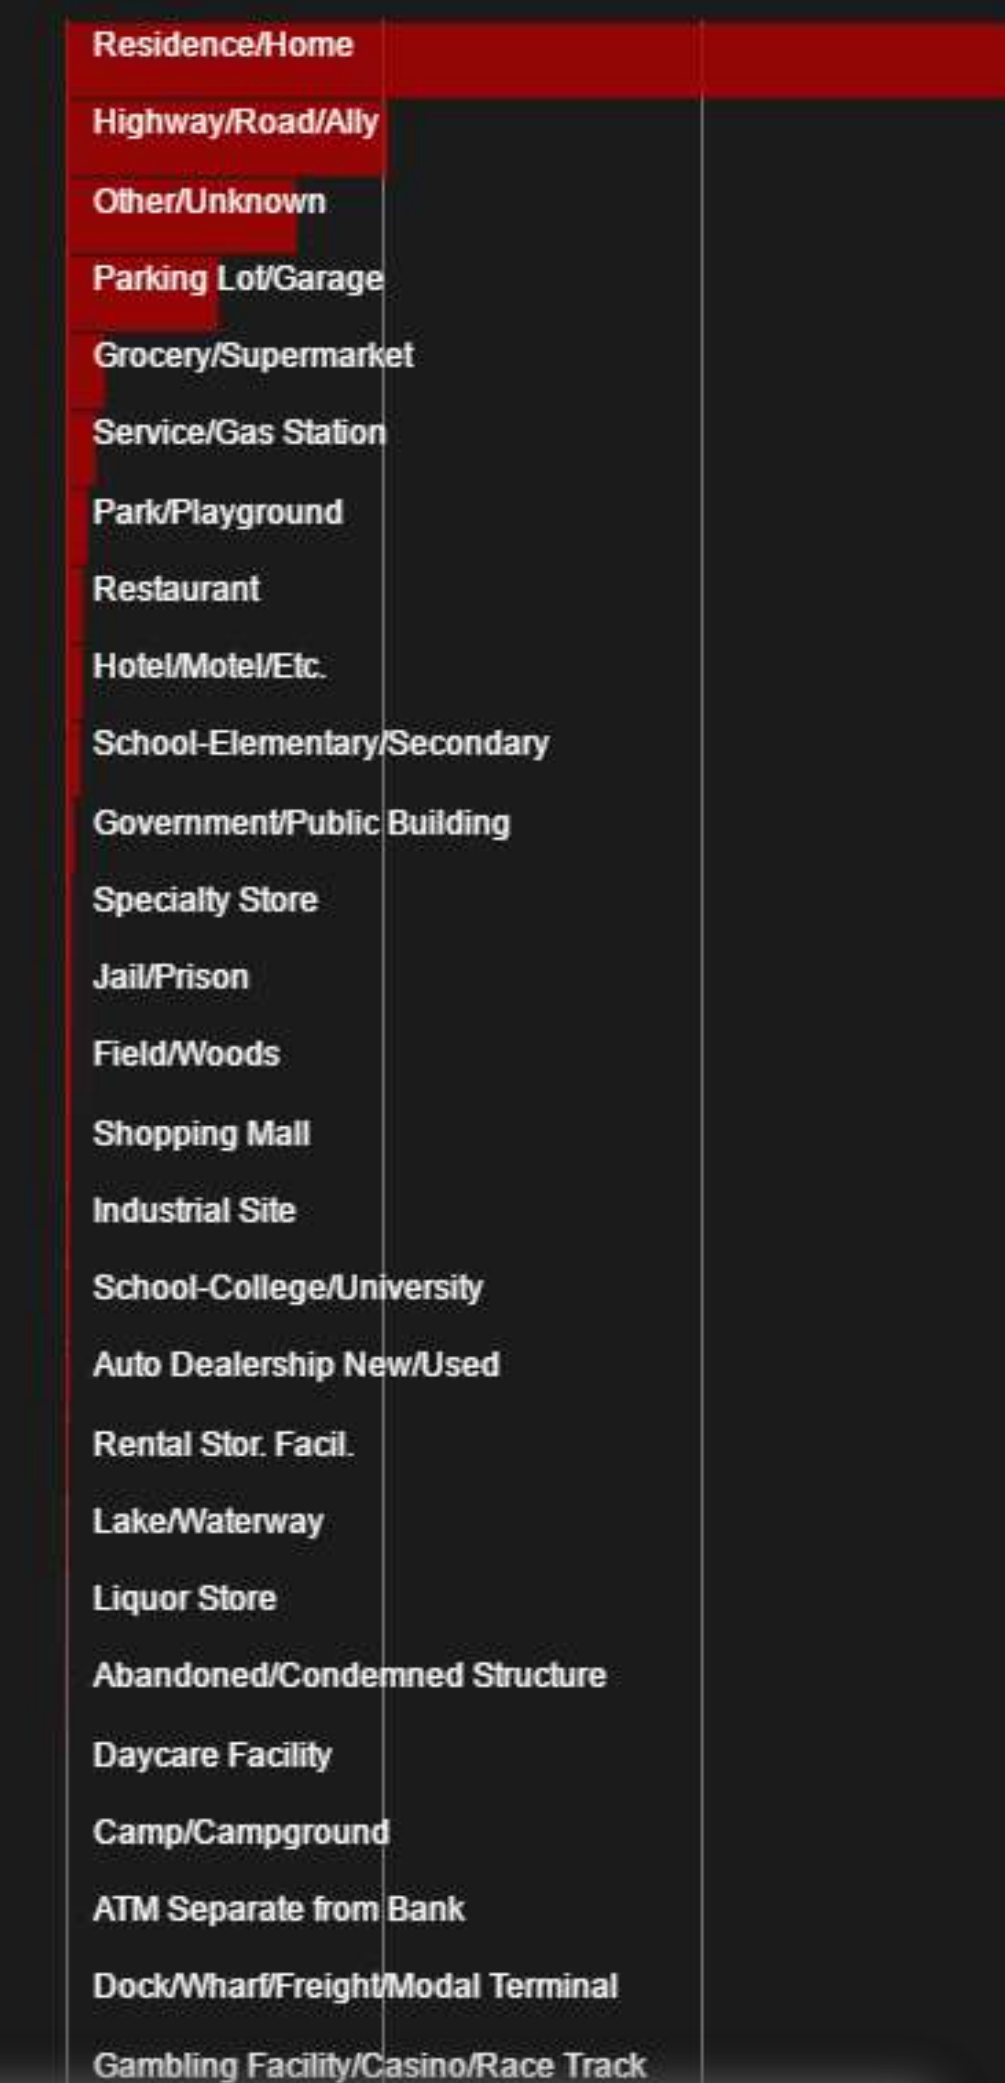 Residence/Home
Highway/Road/Ally
Other/Unknown
Parking Lot/Garage
Grocery/Supermarket
Service/Gas Station
Park/Playground
Restaurant
Hotel/Motel/Etc.
School-Elementary/Secondary
Government/Public Building
Specialty Store
Jail/Prison
Field/Woods
Shopping Mall
Industrial Site
School-College/University
Auto Dealership New/Used
Rental Stor. Facil.
Lake/Waterway
Liquor Store
Abandoned/Condemned Structure
Daycare Facility
Camp/Campground
ATM Separate from Bank
Dock/Wharf/Freight/Modal Terminal
Gambling Facility/Casino/Race Track